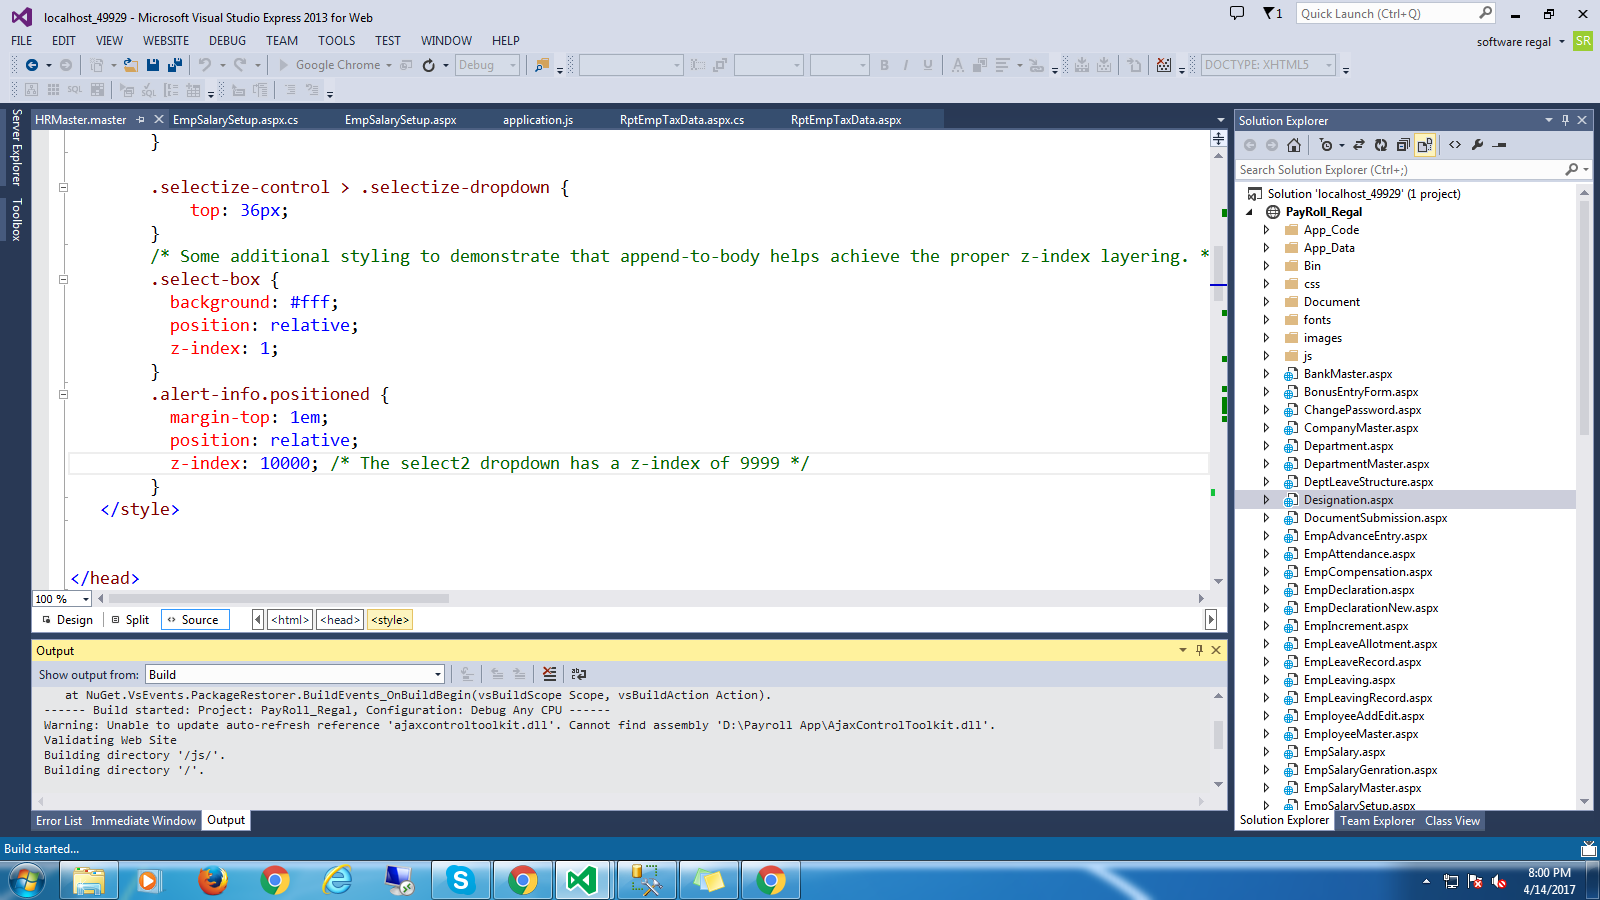 localhost_49929 - Microsoft Visual Studio Express 2013 for Web
1
Quick Launch (Ctrl+Q)
FILE EDIT VIEW WEBSITE DEBUG TEAM TOOLS TEST WINDOW HELP
software regal SR
Google Chrome Debug DOCTYPE: XHTML5
Server Explorer
Toolbox
HRMaster.master EmpSalarySetup.aspx.cs EmpSalarySetup.aspx application.js RptEmpTaxData.aspx.cs RptEmpTaxData.aspx
}
.selectize-control > .selectize-dropdown {
top: 36px;
}
/* Some additional styling to demonstrate that append-to-body helps achieve the proper z-index layering. *
.select-box {
background: #fff;
position: relative;
z-index: 1;
}
.alert-info.positioned {
margin-top: 1em;
position: relative;
z-index: 10000; /* The select2 dropdown has a z-index of 9999 */
}
</style>
</head>
100 %
Design Split Source <html> <head> <style>
Output
Show output from: Build
at NuGet.VsEvents.PackageRestorer.BuildEvents_OnBuildBegin(vsBuildScope Scope, vsBuildAction Action).
------ Build started: Project: PayRoll_Regal, Configuration: Debug Any CPU ------
Warning: Unable to update auto-refresh reference 'ajaxcontroltoolkit.dll'. Cannot find assembly 'D:\Payroll App\AjaxControlToolkit.dll'.
Validating Web Site
Building directory '/js/'.
Building directory '/'.
Error List Immediate Window Output
Solution Explorer
Search Solution Explorer (Ctrl+;)
Solution 'localhost_49929' (1 project)
PayRoll_Regal
App_Code
App_Data
Bin
css
Document
fonts
images
js
BankMaster.aspx
BonusEntryForm.aspx
ChangePassword.aspx
CompanyMaster.aspx
Department.aspx
DepartmentMaster.aspx
DeptLeaveStructure.aspx
Designation.aspx
DocumentSubmission.aspx
EmpAdvanceEntry.aspx
EmpAttendance.aspx
EmpCompensation.aspx
EmpDeclaration.aspx
EmpDeclarationNew.aspx
EmpIncrement.aspx
EmpLeaveAllotment.aspx
EmpLeaveRecord.aspx
EmpLeaving.aspx
EmpLeavingRecord.aspx
EmployeeAddEdit.aspx
EmployeeMaster.aspx
EmpSalary.aspx
EmpSalaryGenration.aspx
EmpSalaryMaster.aspx
EmpSalarySetup.aspx
Solution Explorer Team Explorer Class View
Build started...
8:00 PM
4/14/2017